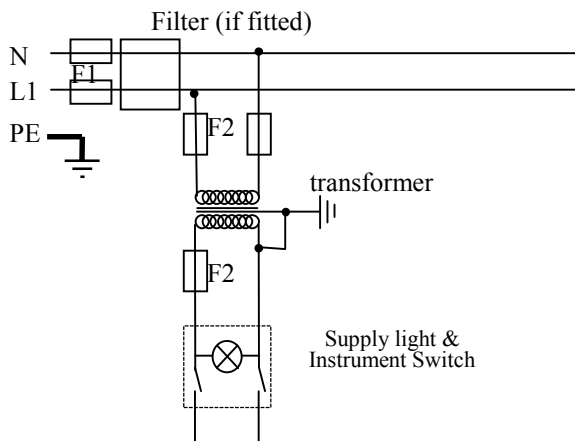 Filter (if fitted)
N
F1
L1
PE
F2
transformer
F2
Supply light &
Instrument Switch